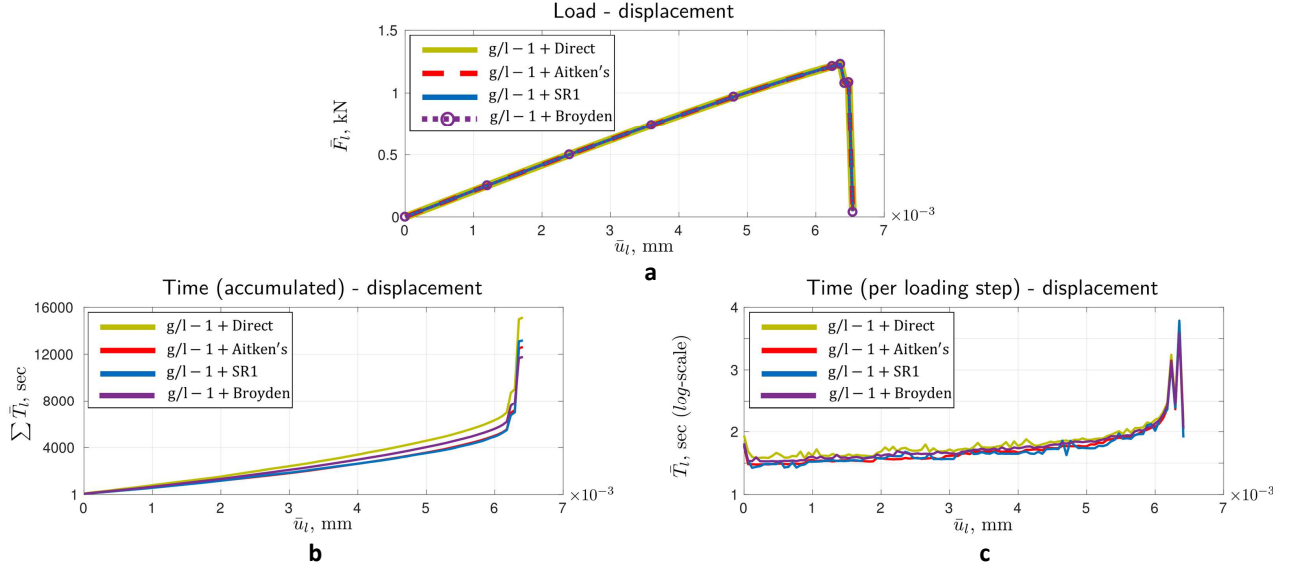 Load - displacement
1.5
1
0.5
0
F̄_l, kN
g/l − 1 + Direct
g/l − 1 + Aitken's
g/l − 1 + SR1
g/l − 1 + Broyden
0 1 2 3 4 5 6 7
×10⁻³
ū_l, mm
a
Time (accumulated) - displacement
16000
12000
8000
4000
1
∑ T̄_l, sec
g/l − 1 + Direct
g/l − 1 + Aitken's
g/l − 1 + SR1
g/l − 1 + Broyden
0 1 2 3 4 5 6 7
×10⁻³
ū_l, mm
b
Time (per loading step) - displacement
4
3
2
1
T̄_l, sec (log-scale)
g/l − 1 + Direct
g/l − 1 + Aitken's
g/l − 1 + SR1
g/l − 1 + Broyden
0 1 2 3 4 5 6 7
×10⁻³
ū_l, mm
c